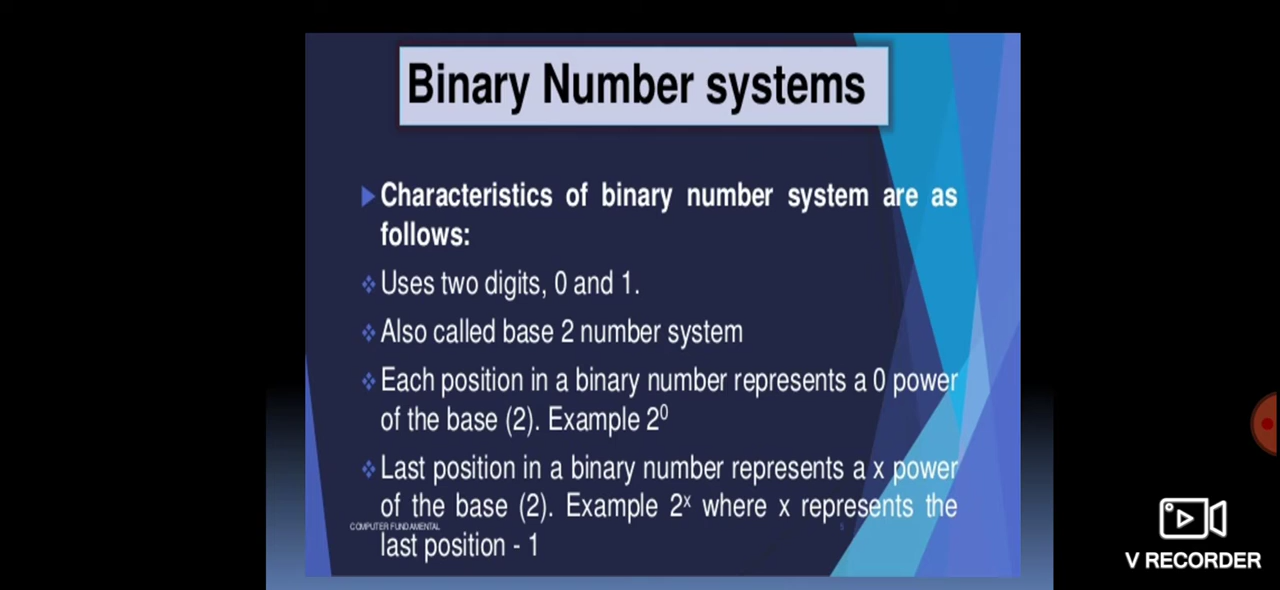 Binary Number systems
Characteristics of binary number system are as
follows:
Uses two digits, 0 and 1.
Also called base 2 number system
Each position in a binary number represents a 0 power
of the base (2). Example 2⁰
Last position in a binary number represents a x power
of the base (2). Example 2ˣ where x represents the
last position - 1
COMPUTER FUNDAMENTAL
5
V RECORDER